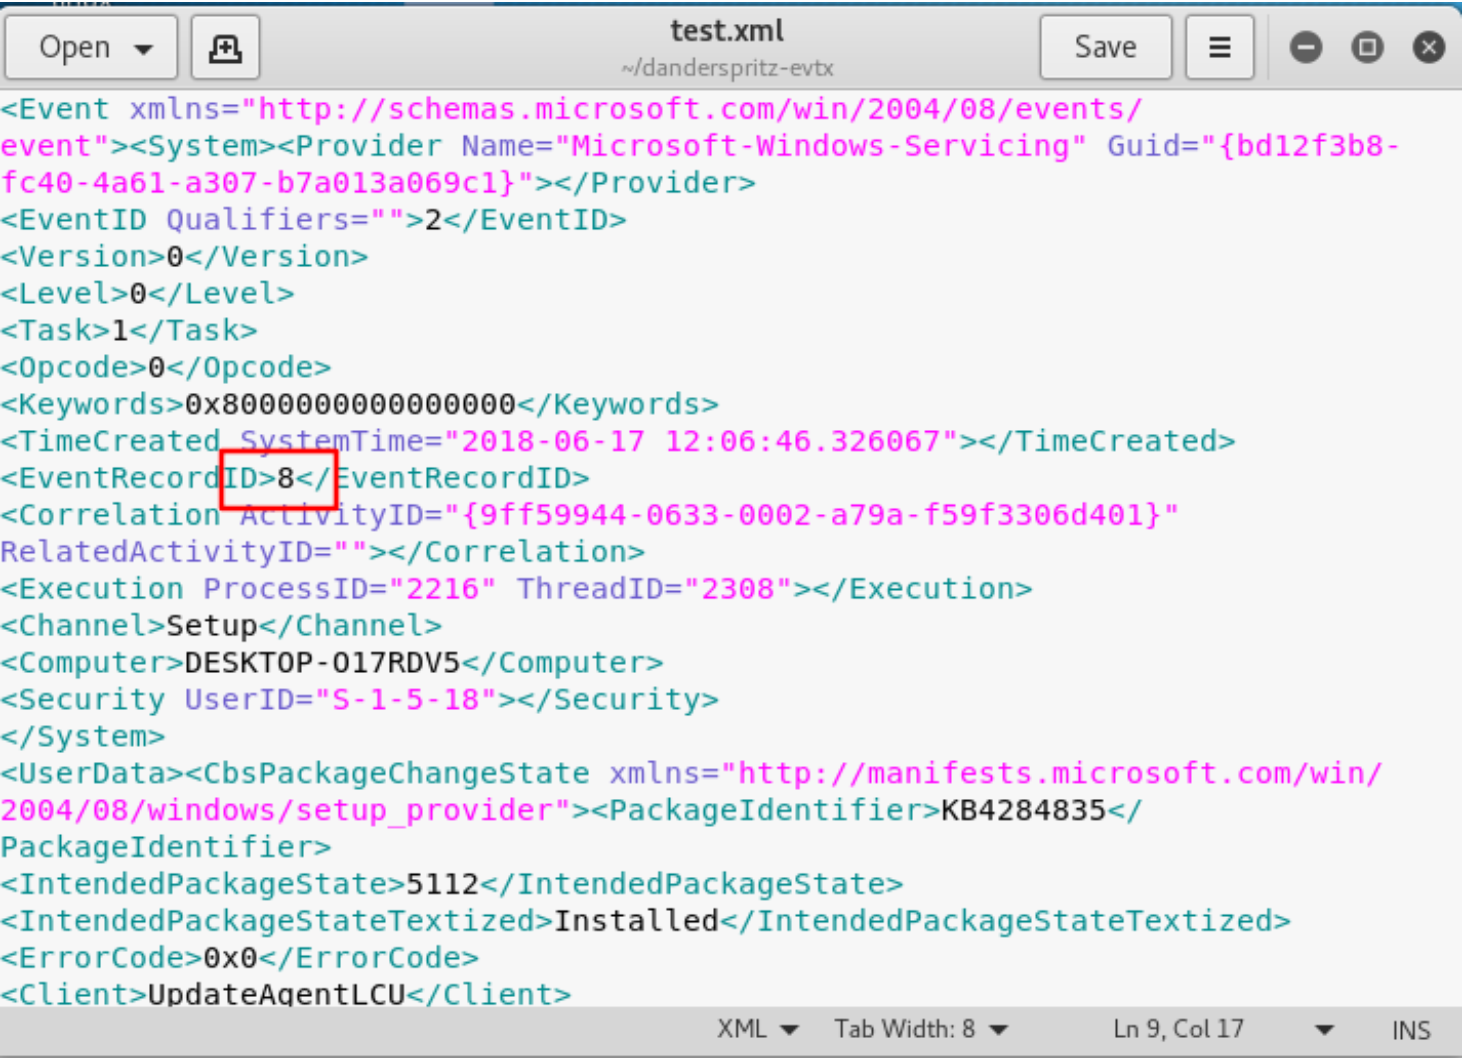 Open
test.xml
~/danderspritz-evtx
Save
<Event xmlns="http://schemas.microsoft.com/win/2004/08/events/
event"><System><Provider Name="Microsoft-Windows-Servicing" Guid="{bd12f3b8-
fc40-4a61-a307-b7a013a069c1}"></Provider>
<EventID Qualifiers="">2</EventID>
<Version>0</Version>
<Level>0</Level>
<Task>1</Task>
<Opcode>0</Opcode>
<Keywords>0x8000000000000000</Keywords>
<TimeCreated SystemTime="2018-06-17 12:06:46.326067"></TimeCreated>
<EventRecordID>8</EventRecordID>
<Correlation ActivityID="{9ff59944-0633-0002-a79a-f59f3306d401}"
RelatedActivityID=""></Correlation>
<Execution ProcessID="2216" ThreadID="2308"></Execution>
<Channel>Setup</Channel>
<Computer>DESKTOP-O17RDV5</Computer>
<Security UserID="S-1-5-18"></Security>
</System>
<UserData><CbsPackageChangeState xmlns="http://manifests.microsoft.com/win/
2004/08/windows/setup_provider"><PackageIdentifier>KB4284835</
PackageIdentifier>
<IntendedPackageState>5112</IntendedPackageState>
<IntendedPackageStateTextized>Installed</IntendedPackageStateTextized>
<ErrorCode>0x0</ErrorCode>
<Client>UpdateAgentLCU</Client>
XML Tab Width: 8 Ln 9, Col 17 INS